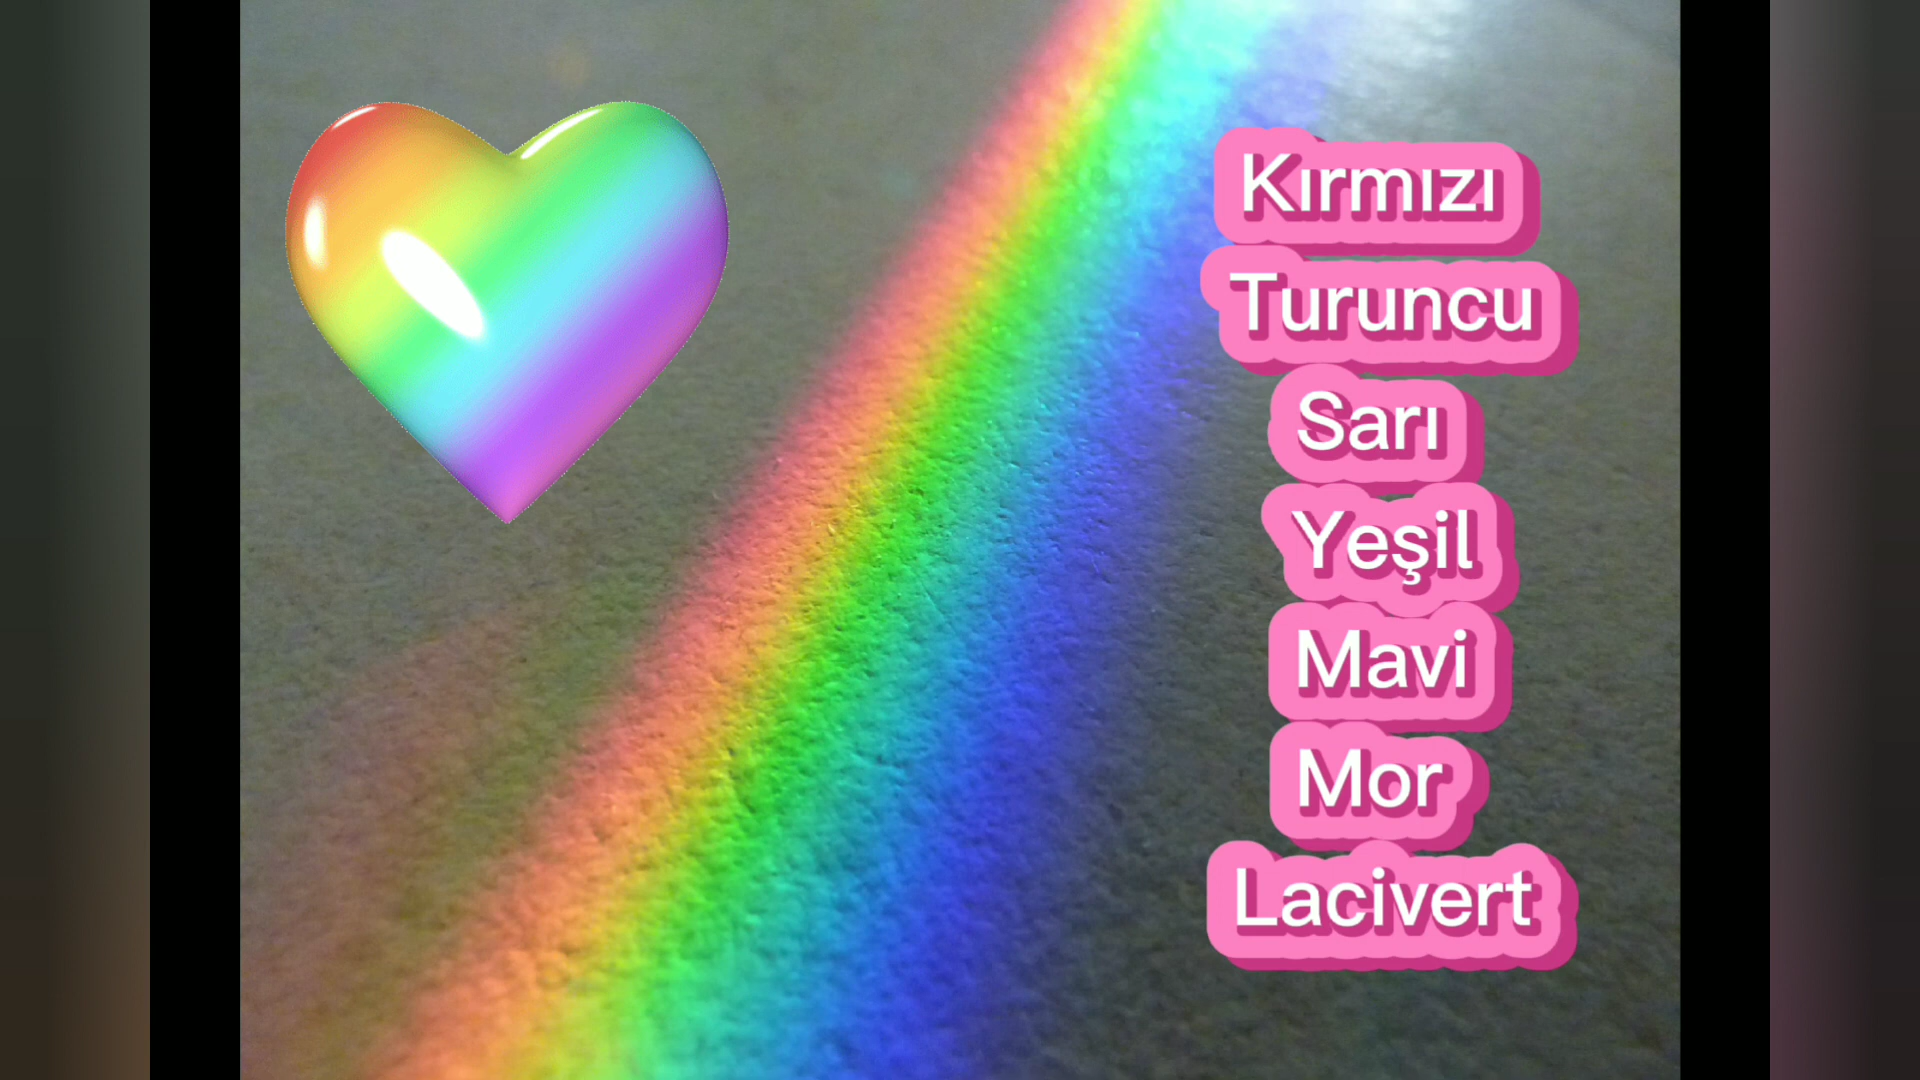 Kırmızı
Turuncu
Sarı
Yeşil
Mavi
Mor
Lacivert